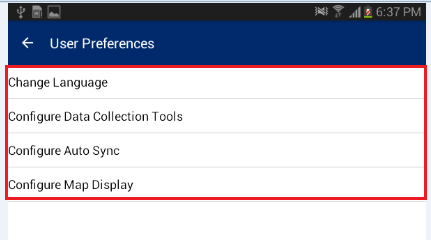 6:37 PM
User Preferences
Change Language
Configure Data Collection Tools
Configure Auto Sync
Configure Map Display